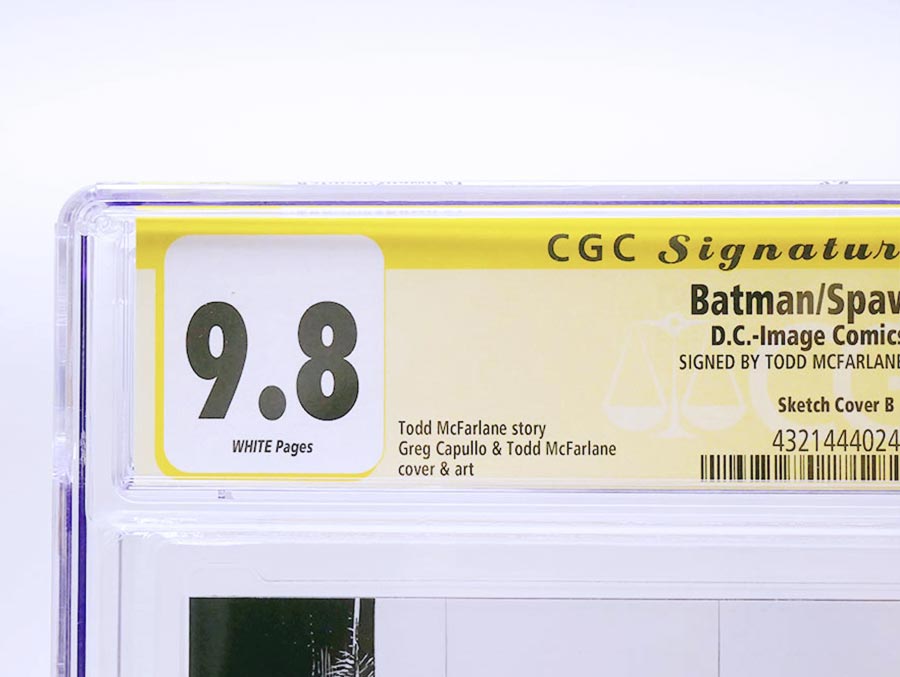 CGC Signatur
9.8
WHITE Pages
Batman/Spaw
D.C.-Image Comics
SIGNED BY TODD MCFARLANE
Sketch Cover B
4321444024
Todd McFarlane story
Greg Capullo & Todd McFarlane
cover & art